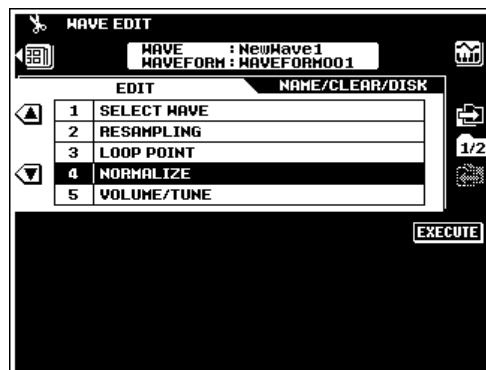 WAVE EDIT
WAVE : NewWave1
WAVEFORM : WAVEFORM001
EDIT NAME/CLEAR/DISK
1 SELECT WAVE
2 RESAMPLING
3 LOOP POINT
1/2
4 NORMALIZE
5 VOLUME/TUNE
EXECUTE